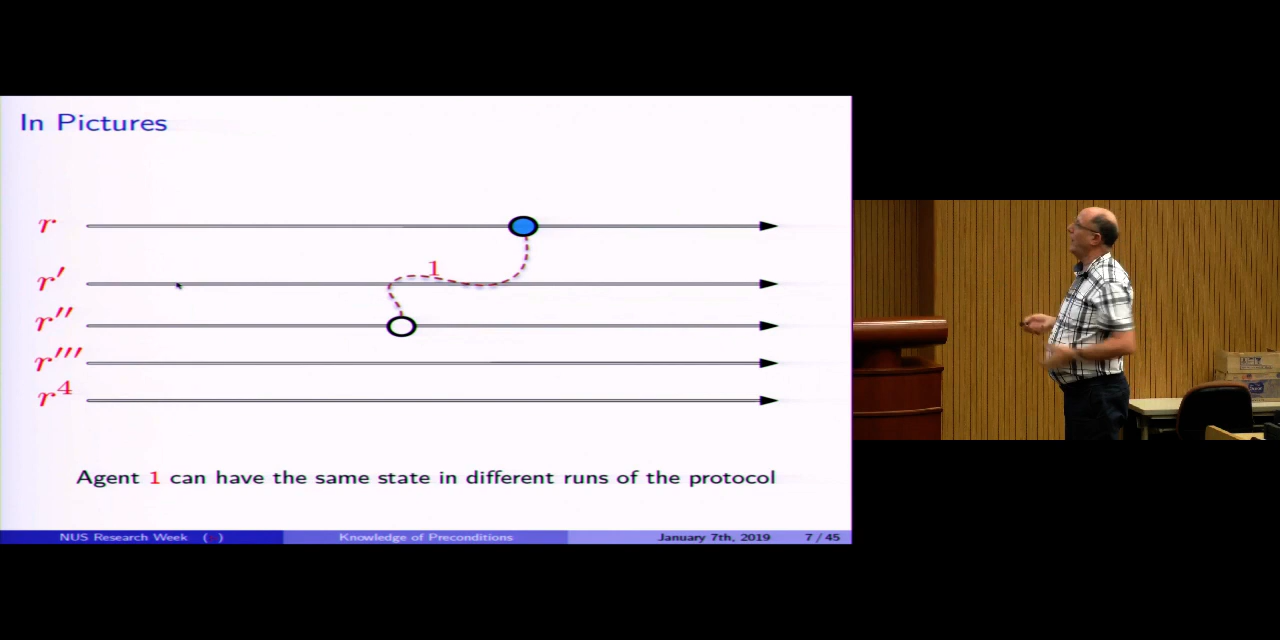 In Pictures
r
1
r′
r″
r‴
r⁴
Agent 1 can have the same state in different runs of the protocol
NUS Research Week ( ) Knowledge of Preconditions January 7th, 2019 7 / 45